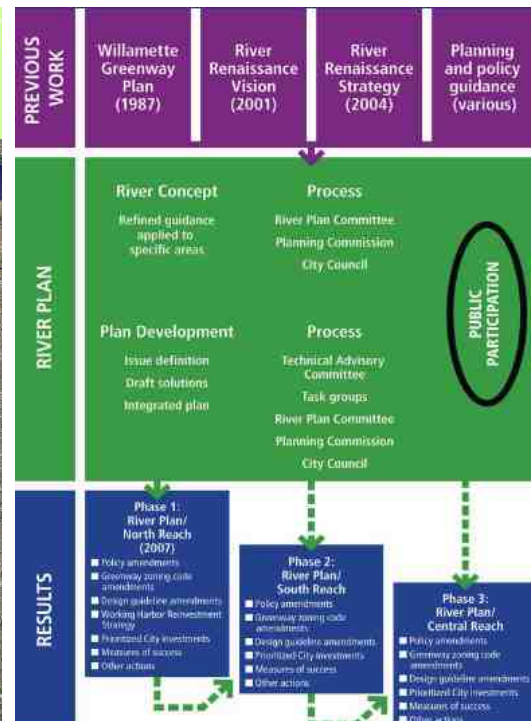 PREVIOUS
WORK
Willamette
Greenway
Plan
(1987)
River
Renaissance
Vision
(2001)
River
Renaissance
Strategy
(2004)
Planning
and policy
guidance
(various)
RIVER PLAN
River Concept
Refined guidance
applied to
specific areas
Process
River Plan Committee
Planning Commission
City Council
Plan Development
Issue definition
Draft solutions
Integrated plan
Process
Technical Advisory
Committee
Task groups
River Plan Committee
Planning Commission
City Council
PUBLIC
PARTICIPATION
RESULTS
Phase 1:
River Plan/
North Reach
(2007)
Policy amendments
Greenway zoning code
amendments
Design guideline amendments
Working Harbor Reinvestment
Strategy
Prioritized City investments
Measures of success
Other actions
Phase 2:
River Plan/
South Reach
Policy amendments
Greenway zoning code
amendments
Design guideline amendments
Prioritized City investments
Measures of success
Other actions
Phase 3:
River Plan/
Central Reach
Policy amendments
Greenway zoning code
amendments
Design guideline amendments
Prioritized City investments
Measures of success
Other actions